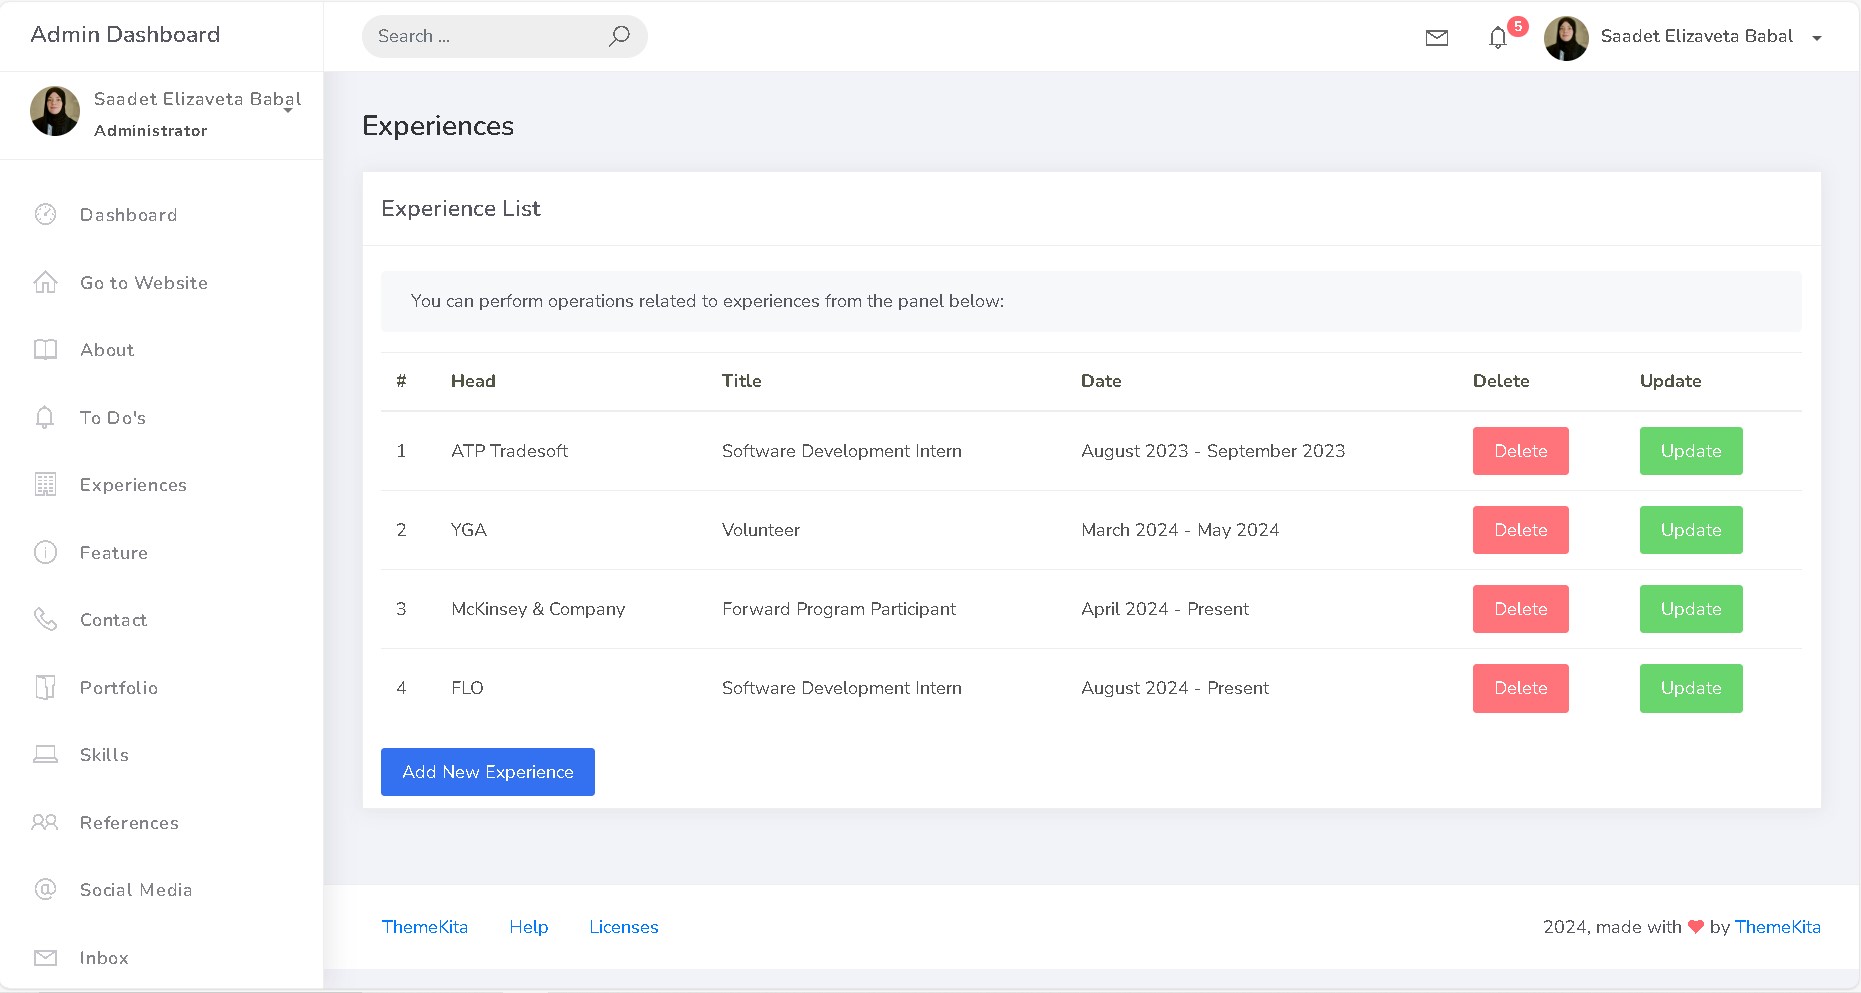 Admin Dashboard
Search ...
5
Saadet Elizaveta Babal
Saadet Elizaveta Babal
Administrator
Dashboard
Go to Website
About
To Do's
Experiences
Feature
Contact
Portfolio
Skills
References
Social Media
Inbox
Experiences
Experience List
You can perform operations related to experiences from the panel below:
# Head Title Date Delete Update
1 ATP Tradesoft Software Development Intern August 2023 - September 2023 Delete Update
2 YGA Volunteer March 2024 - May 2024 Delete Update
3 McKinsey & Company Forward Program Participant April 2024 - Present Delete Update
4 FLO Software Development Intern August 2024 - Present Delete Update
Add New Experience
ThemeKita Help Licenses
2024, made with ❤ by ThemeKita